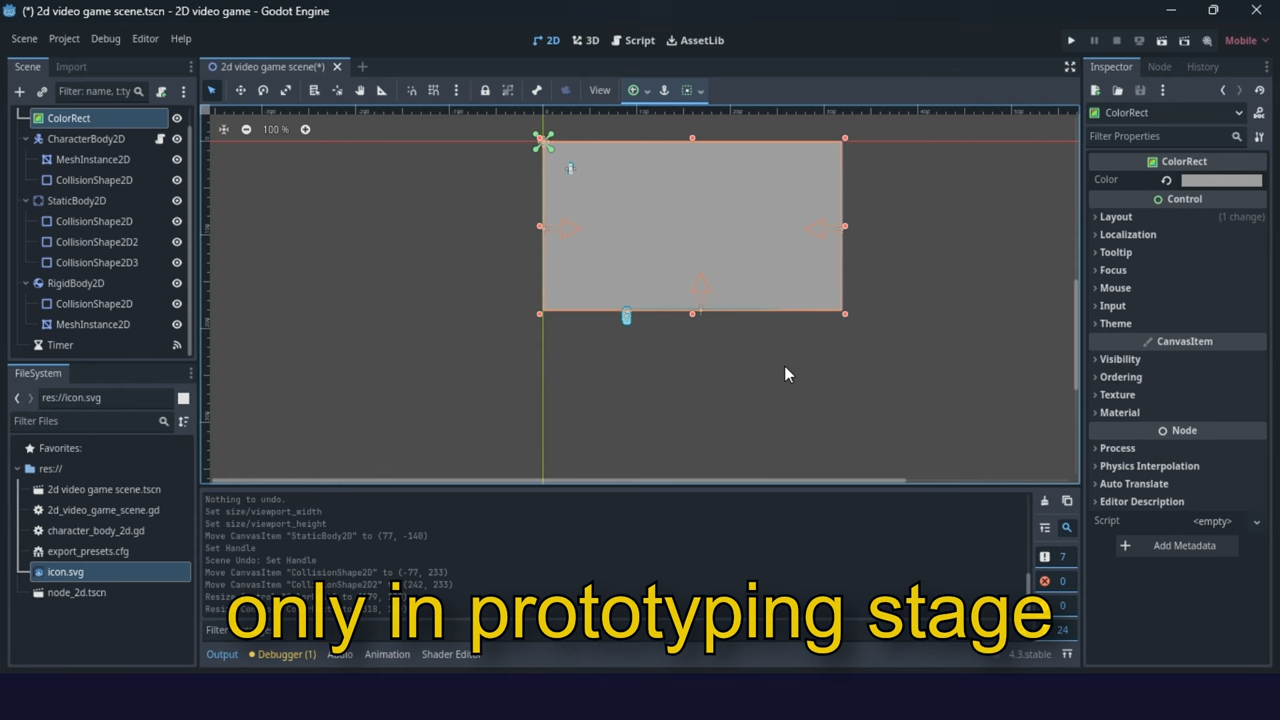 (*) 2d video game scene.tscn - 2D video game - Godot Engine
Scene Project Debug Editor Help
2D 3D Script AssetLib
Mobile
Scene Import
2d video game scene(*)
Inspector Node History
Filter: name, t:ty
View
ColorRect
CharacterBody2D
MeshInstance2D
CollisionShape2D
StaticBody2D
CollisionShape2D
CollisionShape2D2
CollisionShape2D3
RigidBody2D
CollisionShape2D
MeshInstance2D
Timer
100 %
ColorRect
Filter Properties
ColorRect
Color
Control
Layout (1 change)
Localization
Tooltip
Focus
Mouse
Input
Theme
CanvasItem
Visibility
Ordering
Texture
Material
Node
Process
Physics Interpolation
Auto Translate
Editor Description
Script <empty>
Add Metadata
FileSystem
res://icon.svg
Filter Files
Favorites:
res://
2d video game scene.tscn
2d_video_game_scene.gd
character_body_2d.gd
export_presets.cfg
icon.svg
node_2d.tscn
Nothing to undo.
Set size/viewport_width
Set size/viewport_height
Move CanvasItem "StaticBody2D" to (77, -140)
Set Handle
Scene Undo: Set Handle
Move CanvasItem "CollisionShape2D" to (-77, 233)
Move CanvasItem "CollisionShape2D2" to (242, 233)
7
0
0
24
only in prototyping stage
Output Debugger (1) Audio Animation Shader Editor
4.3.stable